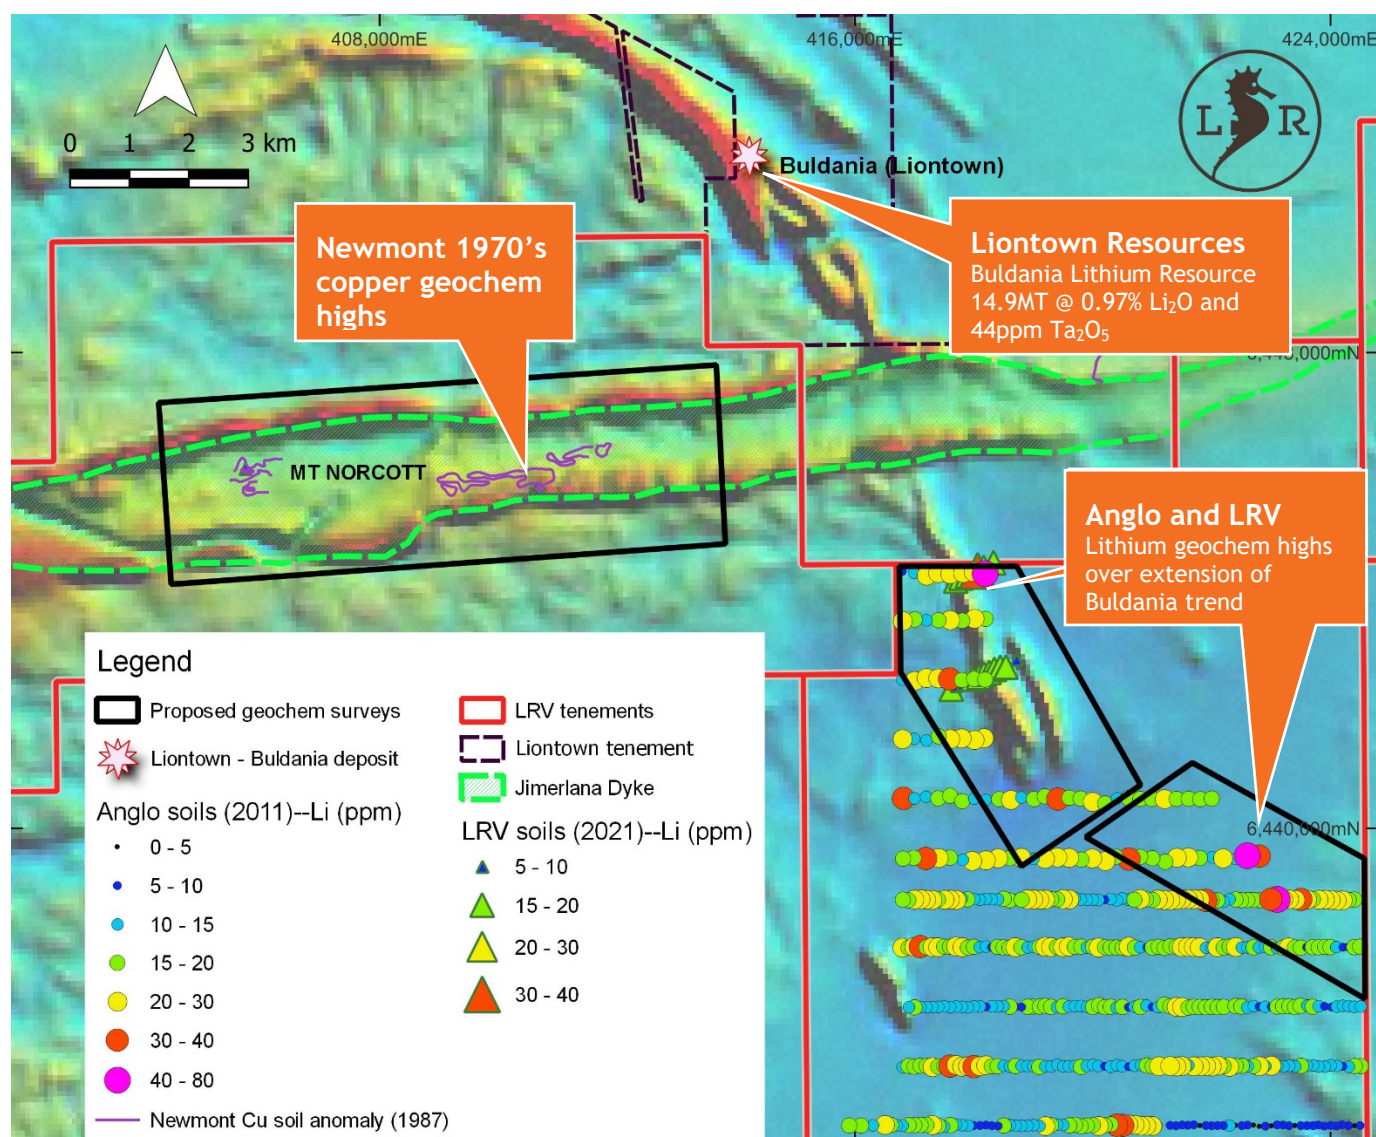 408,000mE
416,000mE
424,000mE
0 1 2 3 km
L R
Buldania (Liontown)
Newmont 1970's
copper geochem
highs
Liontown Resources
Buldania Lithium Resource
14.9MT @ 0.97% Li₂O and
44ppm Ta₂O₅
000mN
MT NORCOTT
Anglo and LRV
Lithium geochem highs
over extension of
Buldania trend
6,440,000mN
Legend
Proposed geochem surveys
Liontown - Buldania deposit
Anglo soils (2011)--Li (ppm)
0 - 5
5 - 10
10 - 15
15 - 20
20 - 30
30 - 40
40 - 80
Newmont Cu soil anomaly (1987)
LRV tenements
Liontown tenement
Jimerlana Dyke
LRV soils (2021)--Li (ppm)
5 - 10
15 - 20
20 - 30
30 - 40